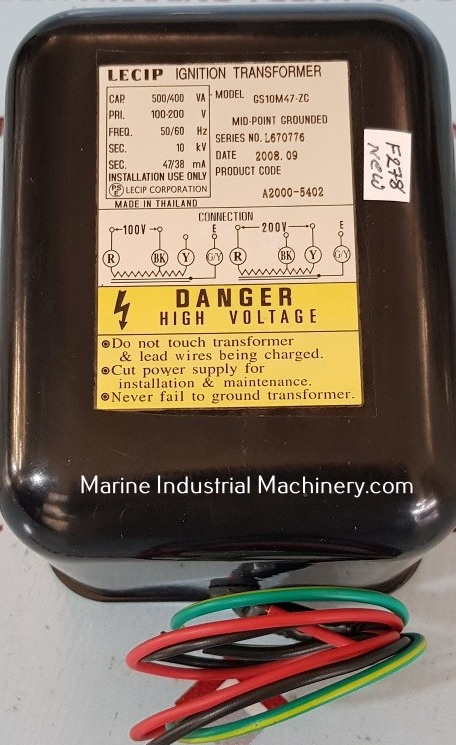 LECIP IGNITION TRANSFORMER
CAP. 500/400 VA
PRI. 100-200 V
FREQ. 50/60 Hz
SEC. 10 kV
SEC. 47/38 mA
INSTALLATION USE ONLY
PSE LECIP CORPORATION
MADE IN THAILAND
MODEL GS10M47-ZC
MID-POINT GROUNDED
SERIES NO. L670776
DATE 2008.09
PRODUCT CODE
A2000-5402
F278
NEW
CONNECTION
100V E 200V E
R BK Y G/Y R BK Y G/Y
DANGER
HIGH VOLTAGE
Do not touch transformer
& lead wires being charged.
Cut power supply for
installation & maintenance.
Never fail to ground transformer.
Marine Industrial Machinery.com